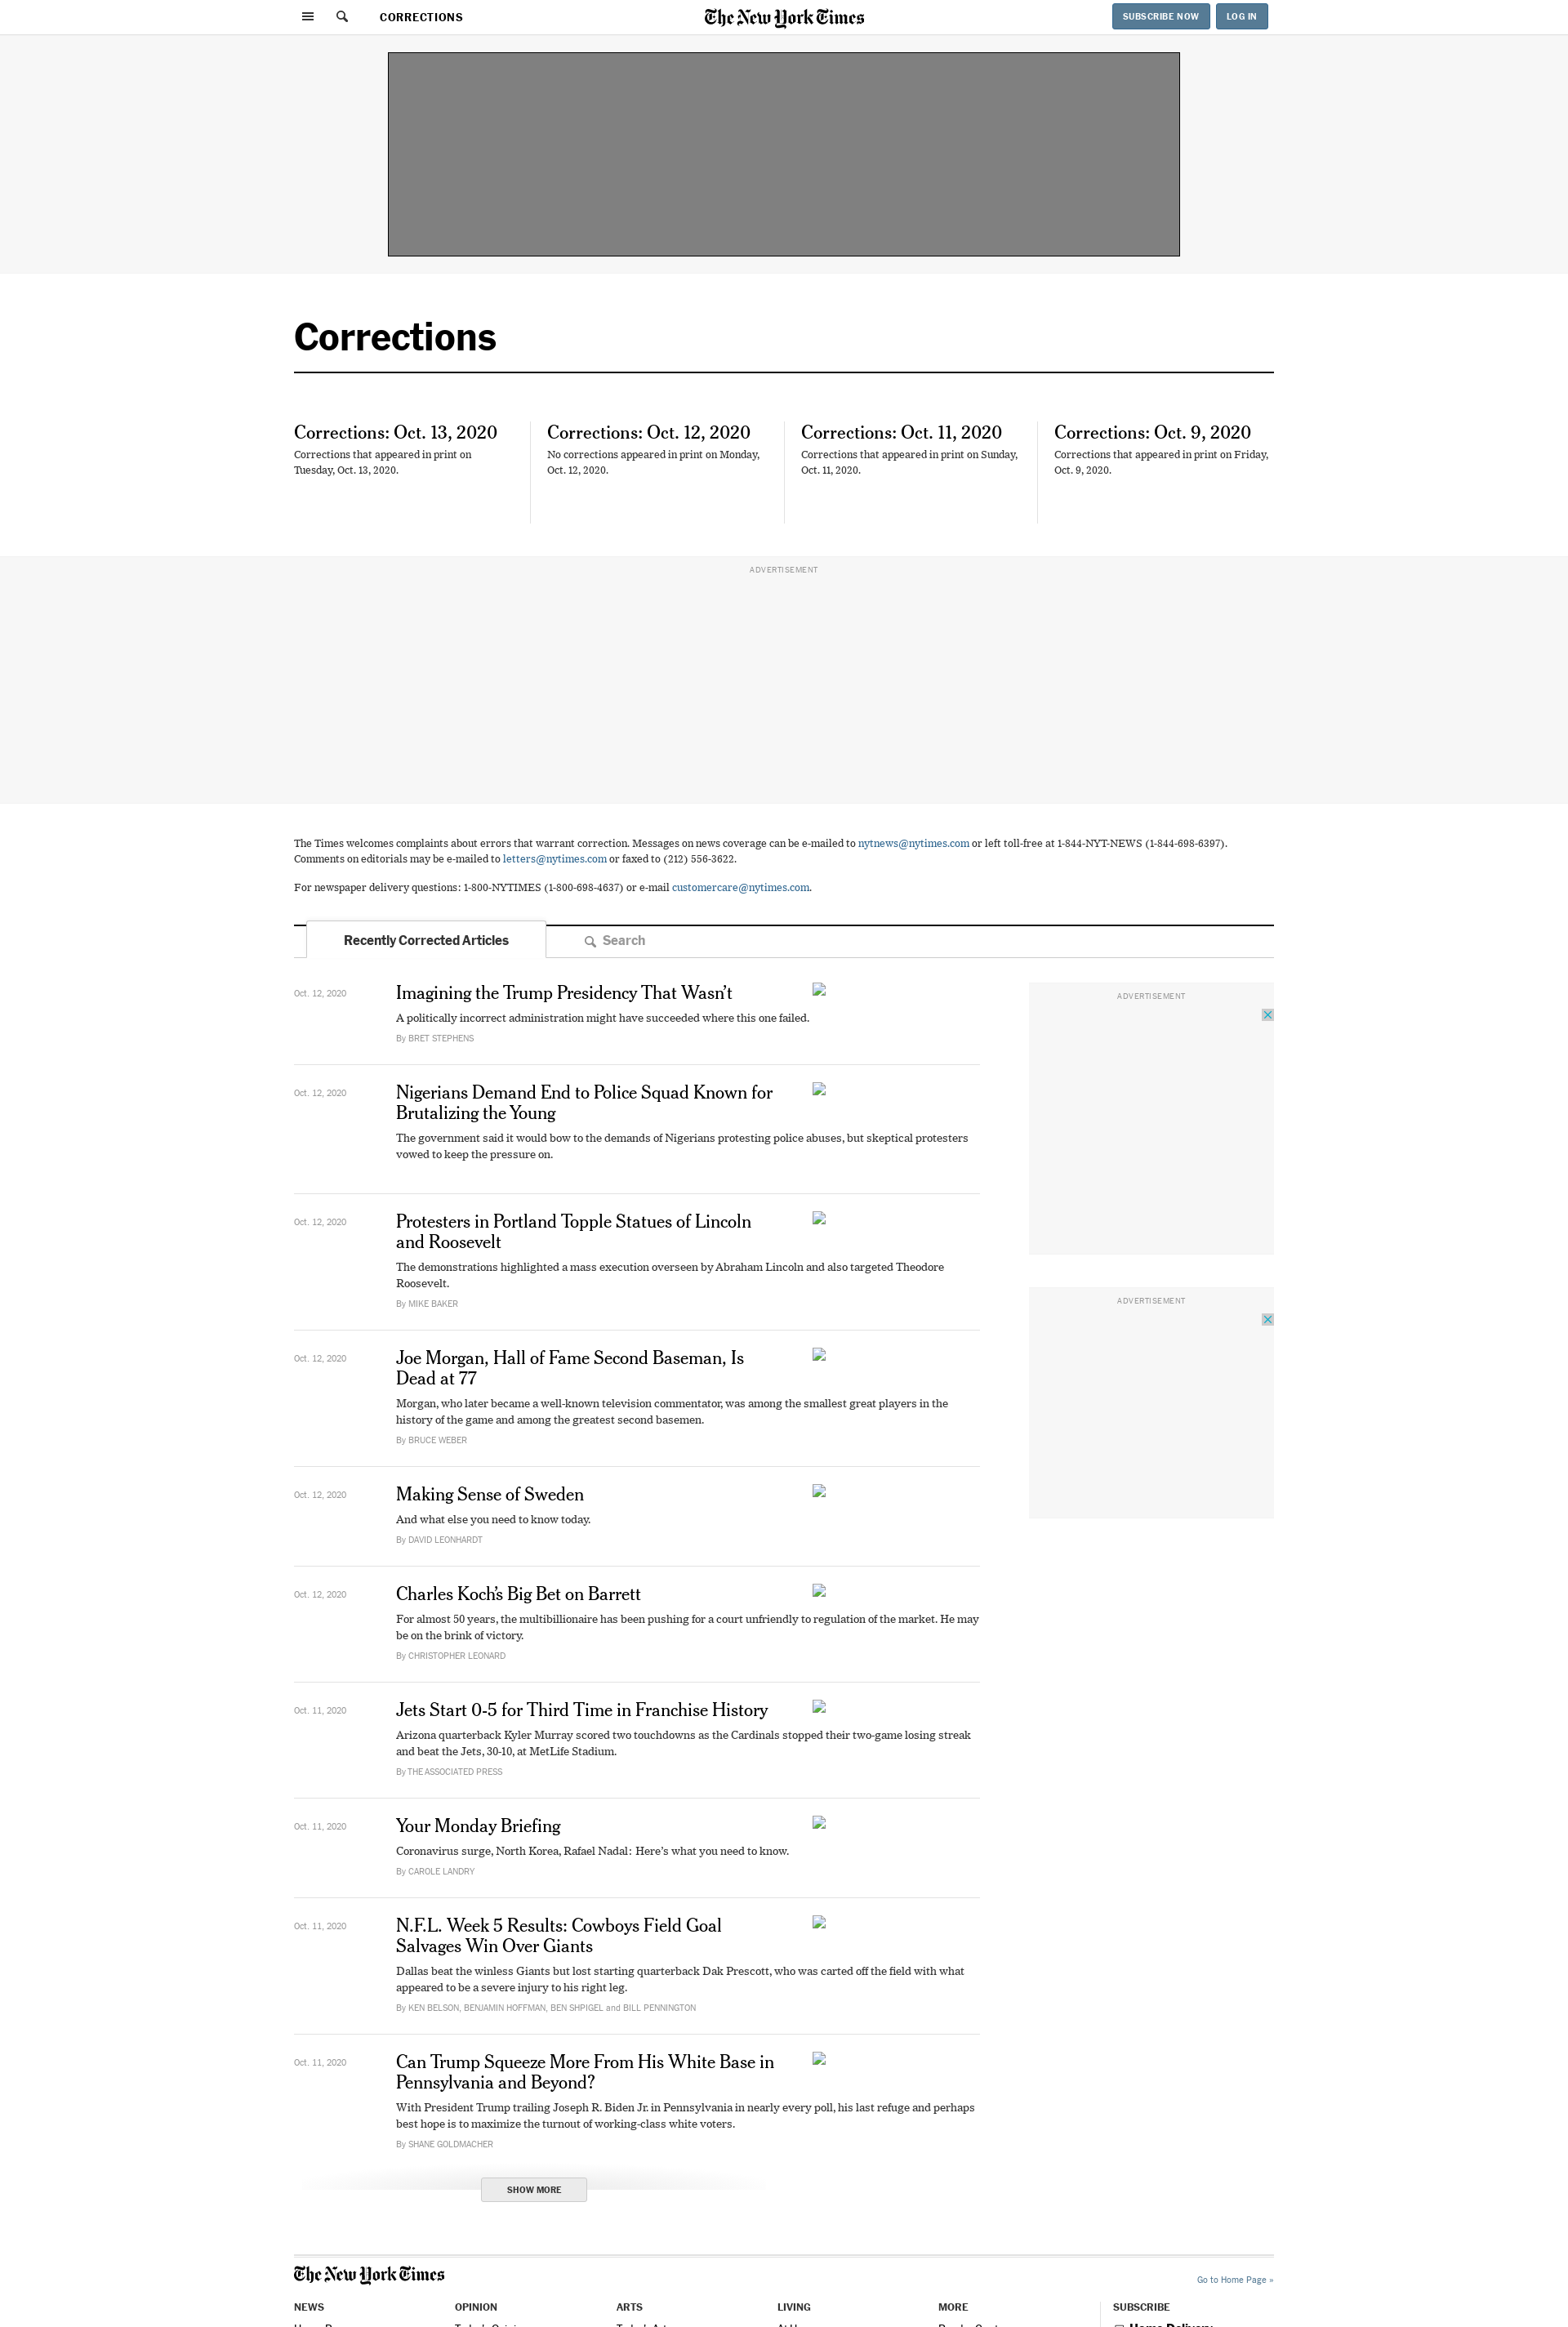 CORRECTIONS
The New York Times
SUBSCRIBE NOW
LOG IN
Corrections
Corrections: Oct. 13, 2020
Corrections that appeared in print on
Tuesday, Oct. 13, 2020.
Corrections: Oct. 12, 2020
No corrections appeared in print on Monday,
Oct. 12, 2020.
Corrections: Oct. 11, 2020
Corrections that appeared in print on Sunday,
Oct. 11, 2020.
Corrections: Oct. 9, 2020
Corrections that appeared in print on Friday,
Oct. 9, 2020.
ADVERTISEMENT
The Times welcomes complaints about errors that warrant correction. Messages on news coverage can be e-mailed to nytnews@nytimes.com or left toll-free at 1-844-NYT-NEWS (1-844-698-6397).
Comments on editorials may be e-mailed to letters@nytimes.com or faxed to (212) 556-3622.
For newspaper delivery questions: 1-800-NYTIMES (1-800-698-4637) or e-mail customercare@nytimes.com.
Recently Corrected Articles
Search
Oct. 12, 2020
Imagining the Trump Presidency That Wasn’t
A politically incorrect administration might have succeeded where this one failed.
By BRET STEPHENS
Oct. 12, 2020
Nigerians Demand End to Police Squad Known for
Brutalizing the Young
The government said it would bow to the demands of Nigerians protesting police abuses, but skeptical protesters
vowed to keep the pressure on.
Oct. 12, 2020
Protesters in Portland Topple Statues of Lincoln
and Roosevelt
The demonstrations highlighted a mass execution overseen by Abraham Lincoln and also targeted Theodore
Roosevelt.
By MIKE BAKER
Oct. 12, 2020
Joe Morgan, Hall of Fame Second Baseman, Is
Dead at 77
Morgan, who later became a well-known television commentator, was among the smallest great players in the
history of the game and among the greatest second basemen.
By BRUCE WEBER
Oct. 12, 2020
Making Sense of Sweden
And what else you need to know today.
By DAVID LEONHARDT
Oct. 12, 2020
Charles Koch’s Big Bet on Barrett
For almost 50 years, the multibillionaire has been pushing for a court unfriendly to regulation of the market. He may
be on the brink of victory.
By CHRISTOPHER LEONARD
Oct. 11, 2020
Jets Start 0-5 for Third Time in Franchise History
Arizona quarterback Kyler Murray scored two touchdowns as the Cardinals stopped their two-game losing streak
and beat the Jets, 30-10, at MetLife Stadium.
By THE ASSOCIATED PRESS
Oct. 11, 2020
Your Monday Briefing
Coronavirus surge, North Korea, Rafael Nadal: Here’s what you need to know.
By CAROLE LANDRY
Oct. 11, 2020
N.F.L. Week 5 Results: Cowboys Field Goal
Salvages Win Over Giants
Dallas beat the winless Giants but lost starting quarterback Dak Prescott, who was carted off the field with what
appeared to be a severe injury to his right leg.
By KEN BELSON, BENJAMIN HOFFMAN, BEN SHPIGEL and BILL PENNINGTON
Oct. 11, 2020
Can Trump Squeeze More From His White Base in
Pennsylvania and Beyond?
With President Trump trailing Joseph R. Biden Jr. in Pennsylvania in nearly every poll, his last refuge and perhaps
best hope is to maximize the turnout of working-class white voters.
By SHANE GOLDMACHER
SHOW MORE
ADVERTISEMENT
ADVERTISEMENT
The New York Times
Go to Home Page »
NEWS
OPINION
ARTS
LIVING
MORE
SUBSCRIBE
Home Delivery